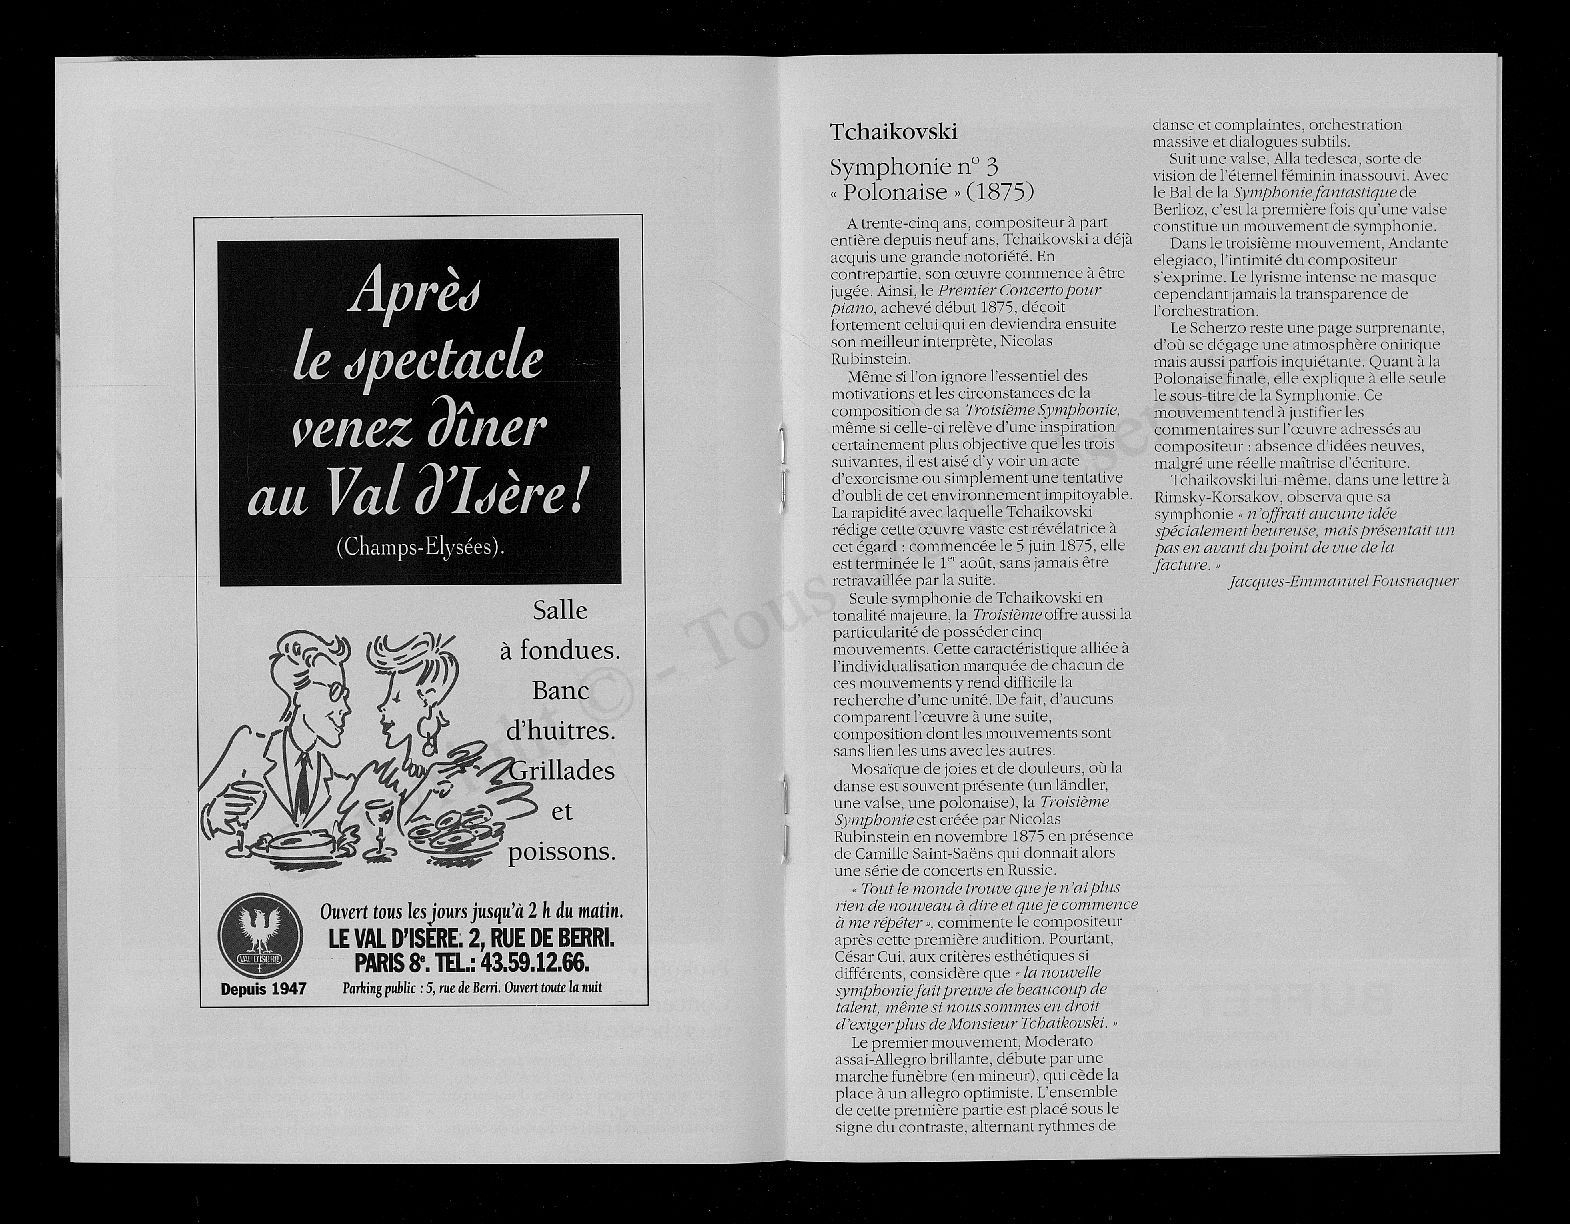 Après
le spectacle
venez dîner
au Val d'Isère!
(Champs-Elysées).
Salle
à fondues.
Banc
d'huitres.
Grillades
et
poissons.
VAL D'ISERE
Depuis 1947
Ouvert tous les jours jusqu'à 2 h du matin.
LE VAL D'ISÈRE: 2, RUE DE BERRI.
PARIS 8e. TEL.: 43.59.12.66.
Parking public : 5, rue de Berri. Ouvert toute la nuit
Tchaikovski
Symphonie n° 3
« Polonaise » (1875)
A trente-cinq ans, compositeur à part
entière depuis neuf ans, Tchaikovski a déjà
acquis une grande notoriété. En
contrepartie, son œuvre commence à être
jugée. Ainsi, le Premier Concerto pour
piano, achevé début 1875, déçoit
fortement celui qui en deviendra ensuite
son meilleur interprète, Nicolas
Rubinstein.
Même si l'on ignore l'essentiel des
motivations et les circonstances de la
composition de sa Troisième Symphonie,
même si celle-ci relève d'une inspiration
certainement plus objective que les trois
suivantes, il est aisé d'y voir un acte
d'exorcisme ou simplement une tentative
d'oubli de cet environnement impitoyable.
La rapidité avec laquelle Tchaikovski
rédige cette œuvre vaste est révélatrice à
cet égard : commencée le 5 juin 1875, elle
est terminée le 1er août, sans jamais être
retravaillée par la suite.
Seule symphonie de Tchaikovski en
tonalité majeure, la Troisième offre aussi la
particularité de posséder cinq
mouvements. Cette caractéristique alliée à
l'individualisation marquée de chacun de
ces mouvements y rend difficile la
recherche d'une unité. De fait, d'aucuns
comparent l'œuvre à une suite,
composition dont les mouvements sont
sans lien les uns avec les autres.
Mosaïque de joies et de douleurs, où la
danse est souvent présente (un ländler,
une valse, une polonaise), la Troisième
Symphonie est créée par Nicolas
Rubinstein en novembre 1875 en présence
de Camille Saint-Saëns qui donnait alors
une série de concerts en Russie.
« Tout le monde trouve que je n'ai plus
rien de nouveau à dire et que je commence
à me répéter », commente le compositeur
après cette première audition. Pourtant,
César Cui, aux critères esthétiques si
différents, considère que « la nouvelle
symphonie fait preuve de beaucoup de
talent, même si nous sommes en droit
d'exiger plus de Monsieur Tchaikovski. »
Le premier mouvement, Moderato
assai-Allegro brillante, débute par une
marche funèbre (en mineur), qui cède la
place à un allegro optimiste. L'ensemble
de cette première partie est placé sous le
signe du contraste, alternant rythmes de
danse et complaintes, orchestration
massive et dialogues subtils.
Suit une valse, Alla tedesca, sorte de
vision de l'éternel féminin inassouvi. Avec
le Bal de la Symphonie fantastique de
Berlioz, c'est la première fois qu'une valse
constitue un mouvement de symphonie.
Dans le troisième mouvement, Andante
elegiaco, l'intimité du compositeur
s'exprime. Le lyrisme intense ne masque
cependant jamais la transparence de
l'orchestration.
Le Scherzo reste une page surprenante,
d'où se dégage une atmosphère onirique
mais aussi parfois inquiétante. Quant à la
Polonaise finale, elle explique à elle seule
le sous-titre de la Symphonie. Ce
mouvement tend à justifier les
commentaires sur l'œuvre adressés au
compositeur : absence d'idées neuves,
malgré une réelle maîtrise d'écriture.
Tchaikovski lui-même, dans une lettre à
Rimsky-Korsakov, observa que sa
symphonie « n'offrait aucune idée
spécialement heureuse, mais présentait un
pas en avant du point de vue de la
facture. »
Jacques-Emmanuel Fousnaquer
© - Tous